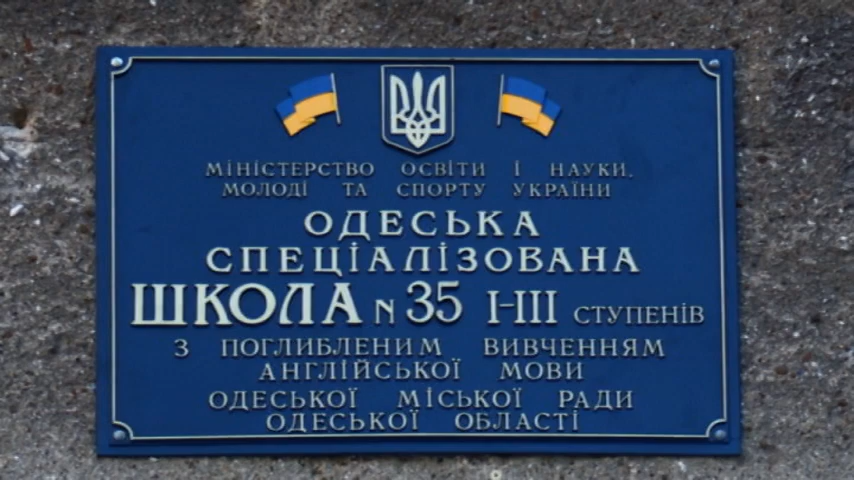 МІНІСТЕРСТВО ОСВІТИ І НАУКИ,
МОЛОДІ ТА СПОРТУ УКРАЇНИ
ОДЕСЬКА
СПЕЦІАЛІЗОВАНА
ШКОЛА N 35 І-ІІІ СТУПЕНІВ
З ПОГЛИБЛЕНИМ ВИВЧЕННЯМ
АНГЛІЙСЬКОЇ МОВИ
ОДЕСЬКОЇ МІСЬКОЇ РАДИ
ОДЕСЬКОЇ ОБЛАСТІ